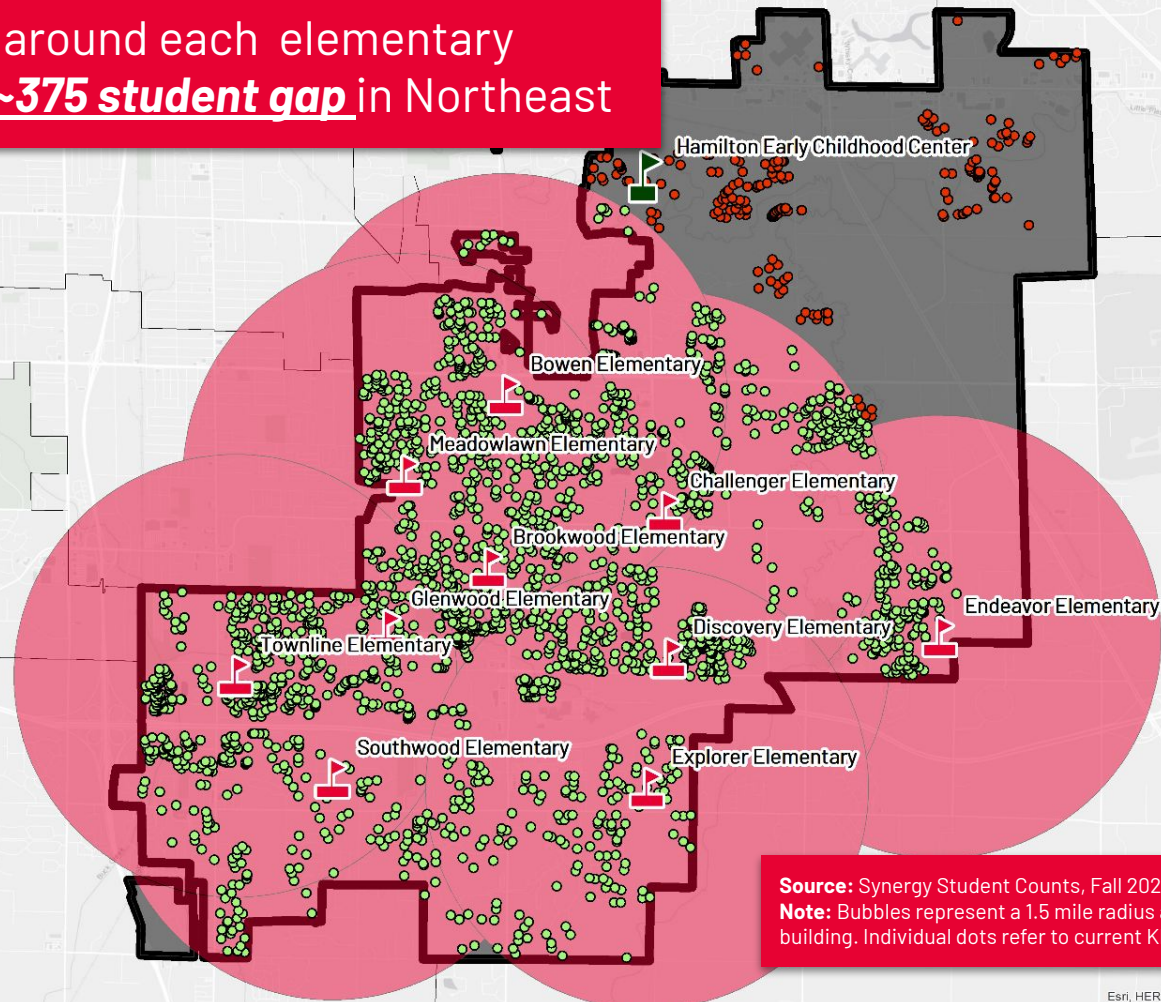 around each elementary
~375 student gap in Northeast
Hamilton Early Childhood Center
Bowen Elementary
Meadowlawn Elementary
Challenger Elementary
Brookwood Elementary
Glenwood Elementary
Endeavor Elementary
Discovery Elementary
Townline Elementary
Southwood Elementary
Explorer Elementary
Source: Synergy Student Counts, Fall 202
Note: Bubbles represent a 1.5 mile radius a
building. Individual dots refer to current K
Esri, HER